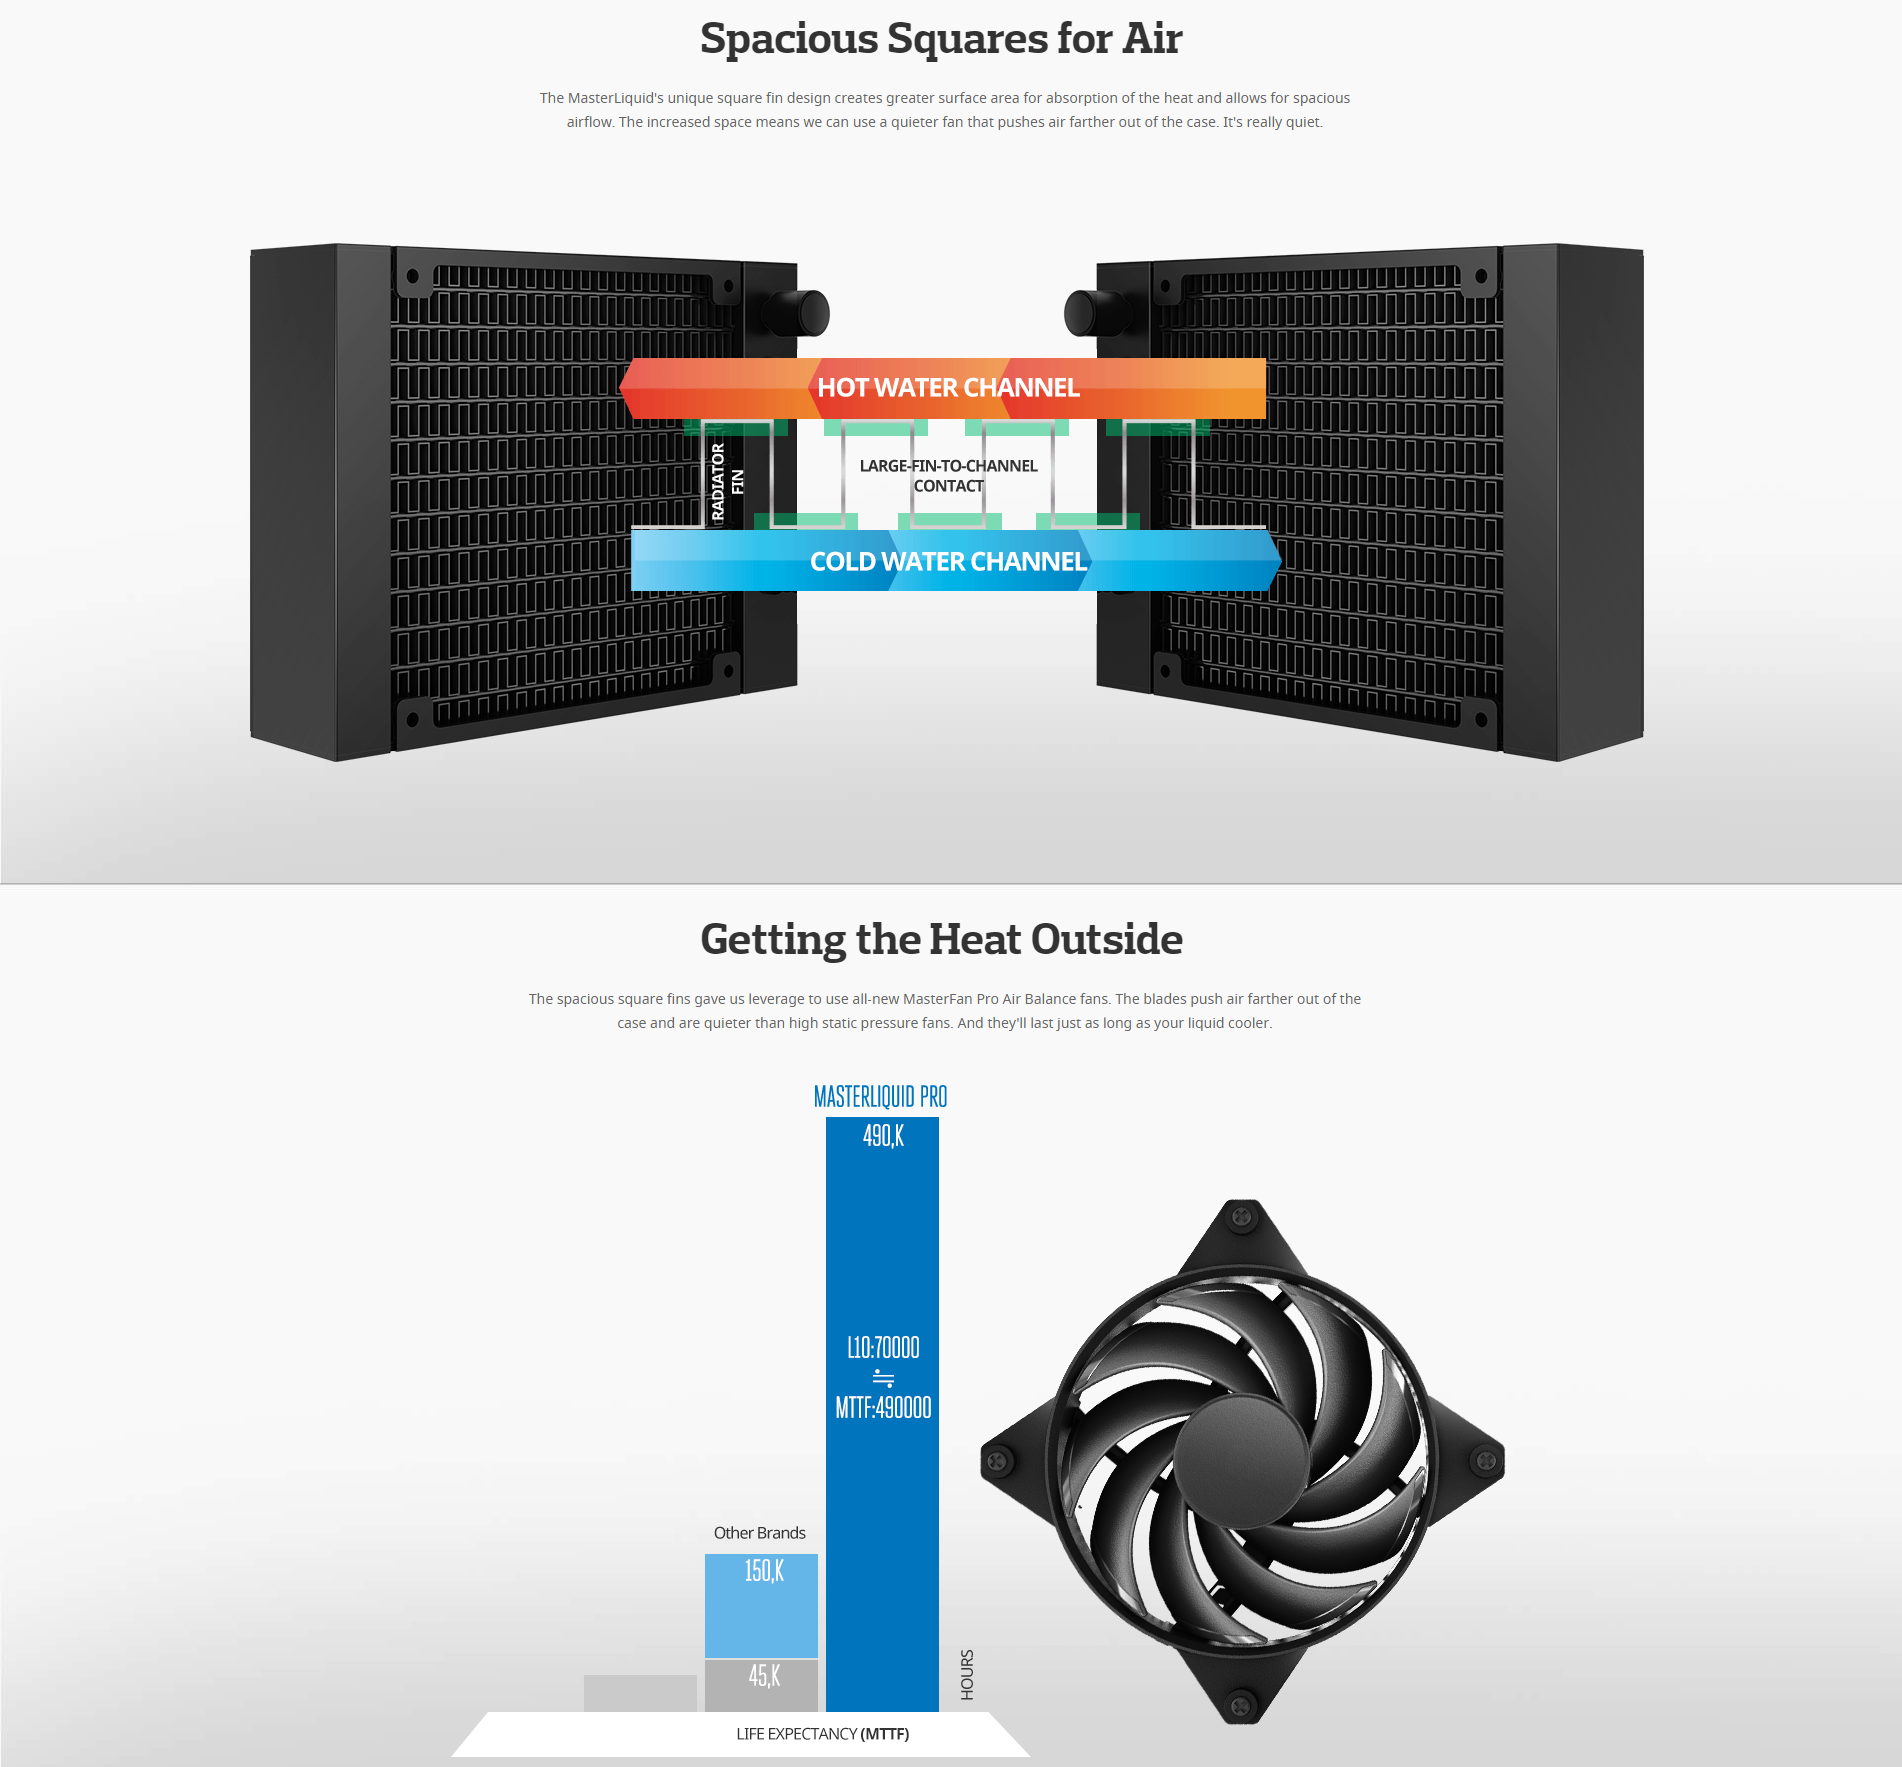 Spacious Squares for Air
The MasterLiquid's unique square fin design creates greater surface area for absorption of the heat and allows for spacious
airflow. The increased space means we can use a quieter fan that pushes air farther out of the case. It's really quiet.
HOT WATER CHANNEL
RADIATOR
FIN
LARGE-FIN-TO-CHANNEL
CONTACT
COLD WATER CHANNEL
Getting the Heat Outside
The spacious square fins gave us leverage to use all-new MasterFan Pro Air Balance fans. The blades push air farther out of the
case and are quieter than high static pressure fans. And they'll last just as long as your liquid cooler.
MASTERLIQUID PRO
490,K
L10:70000
≒
MTTF:490000
Other Brands
150,K
45,K
HOURS
LIFE EXPECTANCY (MTTF)